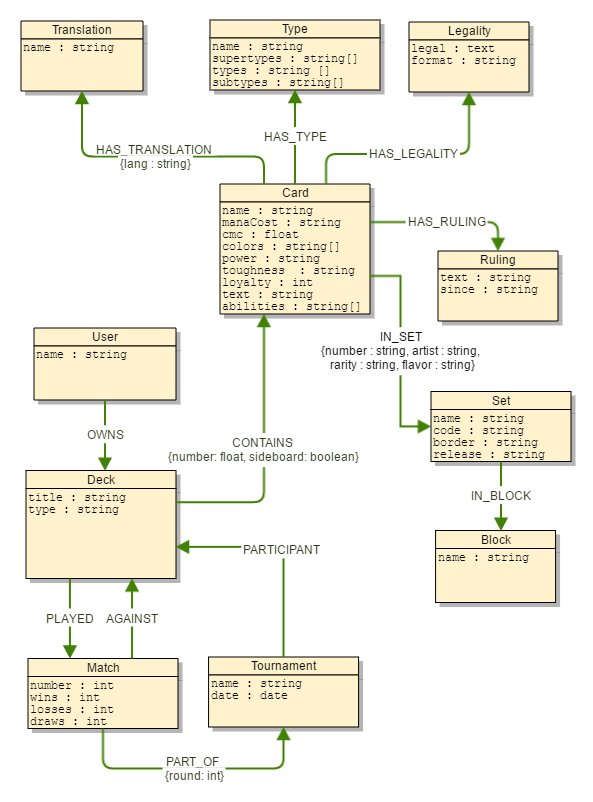 Translation
name : string
Type
name : string
supertypes : string[]
types : string []
subtypes : string[]
Legality
legal : text
format : string
HAS_TRANSLATION
{lang : string}
HAS_TYPE
HAS_LEGALITY
Card
name : string
manaCost : string
cmc : float
colors : string[]
power : string
toughness : string
loyalty : int
text : string
abilities : string[]
HAS_RULING
Ruling
text : string
since : string
IN_SET
{number : string, artist : string,
rarity : string, flavor : string}
User
name : string
OWNS
CONTAINS
{number: float, sideboard: boolean}
Set
name : string
code : string
border : string
release : string
Deck
title : string
type : string
IN_BLOCK
Block
name : string
PARTICIPANT
PLAYED
AGAINST
Match
number : int
wins : int
losses : int
draws : int
Tournament
name : string
date : date
PART_OF
{round: int}